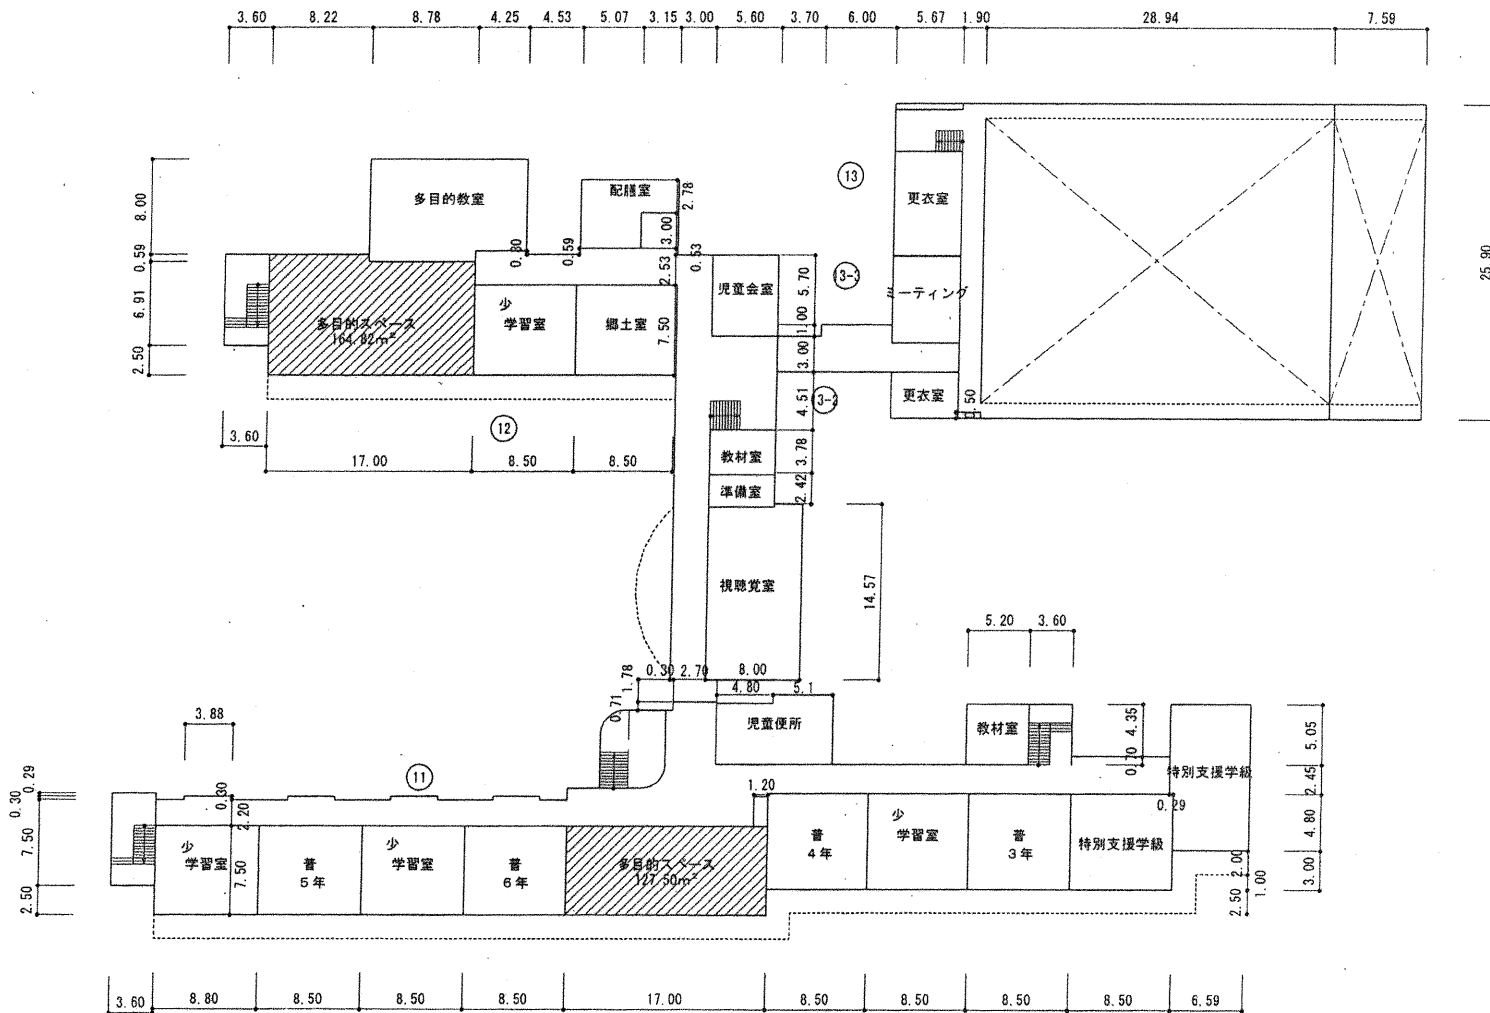 3.60 8.22 8.78 4.25 4.53 5.07 3.15 3.00 5.60 3.70 6.00 5.67 1.90 28.94 7.59
8.00
0.59
6.91
2.50
多目的教室
配膳室
2.78
3.00
0.80
0.59
2.53
0.53
多目的スペース
164.82m²
少
学習室
郷土室
7.50
児童会室
5.70
1.00
3.00
4.51
3.78
2.42
13
更衣室
ミーティング
更衣室
25.90
3.60
12
17.00 8.50 8.50
教材室
準備室
視聴覚室
14.57
1.78
0.30 2.70 8.00
4.80 5.1
0.71
児童便所
5.20 3.60
教材室
4.35
0.70
特別支援学級
5.05
2.45
4.80
3.00
3.88
11
0.29
0.30
7.50
2.50
0.30
2.20
7.50
1.20
少
学習室
普
5年
少
学習室
普
6年
多目的スペース
127.50m²
普
4年
少
学習室
普
3年
特別支援学級
0.29
2.00
1.00
2.50
3.60 8.80 8.50 8.50 8.50 17.00 8.50 8.50 8.50 8.50 6.59